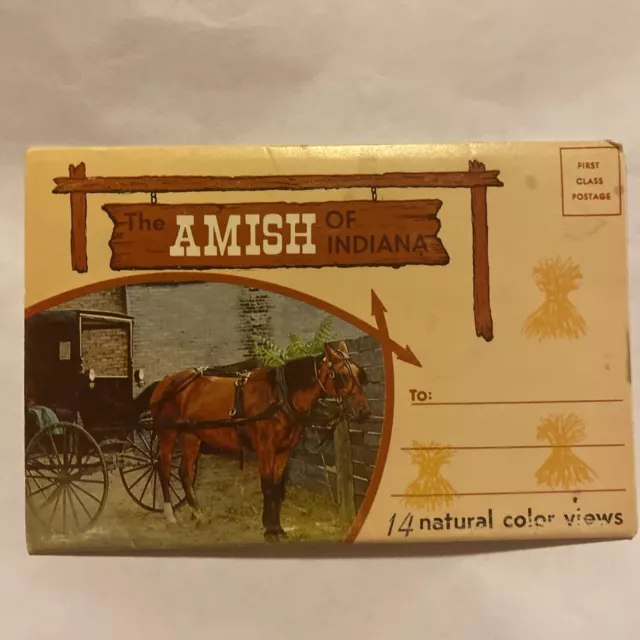 FIRST
CLASS
POSTAGE
The AMISH OF
INDIANA
To:
14 natural color views